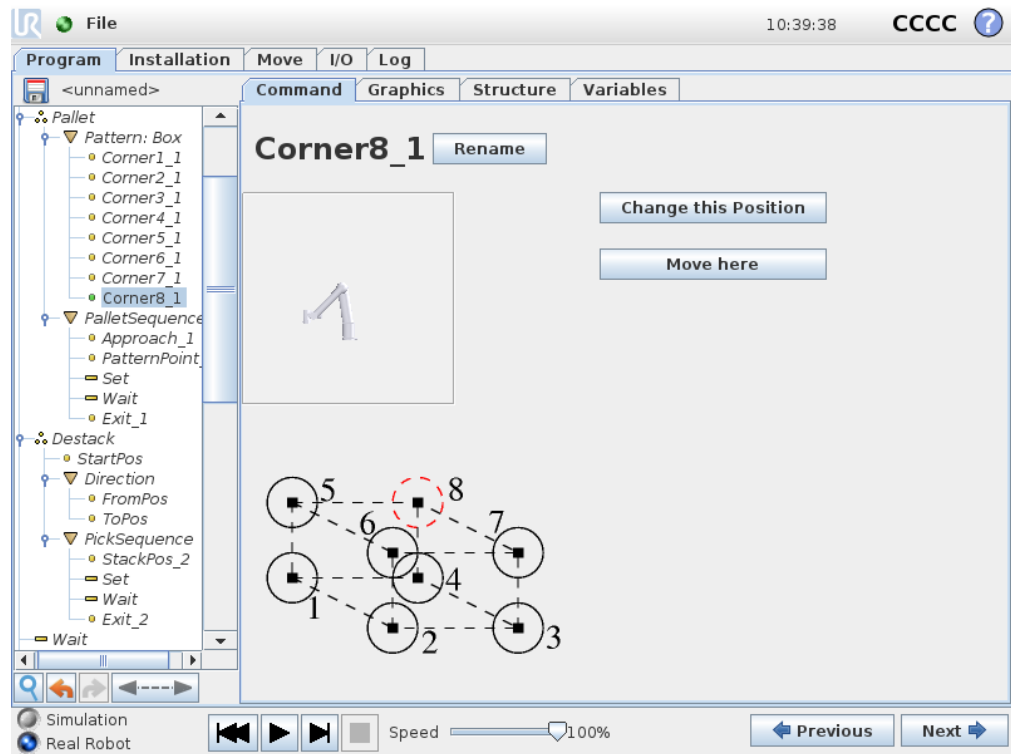 UR File 10:39:38 CCCC ?
Program Installation Move I/O Log
<unnamed> Command Graphics Structure Variables
Pallet
Pattern: Box
Corner1_1
Corner2_1
Corner3_1
Corner4_1
Corner5_1
Corner6_1
Corner7_1
Corner8_1
PalletSequence
Approach_1
PatternPoint_
Set
Wait
Exit_1
Destack
StartPos
Direction
FromPos
ToPos
PickSequence
StackPos_2
Set
Wait
Exit_2
Wait
Corner8_1 Rename
Change this Position
Move here
5 8
6 7
4
1
2 3
Simulation
Real Robot
Speed 100%
Previous Next